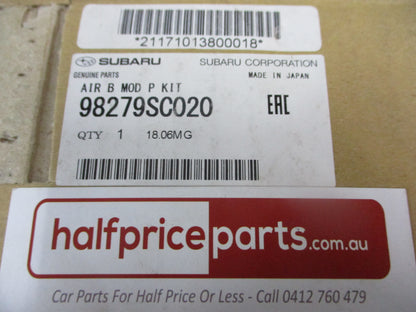 *21171013800018*
SUBARU SUBARU CORPORATION
GENUINE PARTS MADE IN JAPAN
AIR B MOD P KIT
98279SC020 EAC
QTY 1 18.06MG
halfpriceparts.com.au
Car Parts For Half Price Or Less - Call 0412 760 479